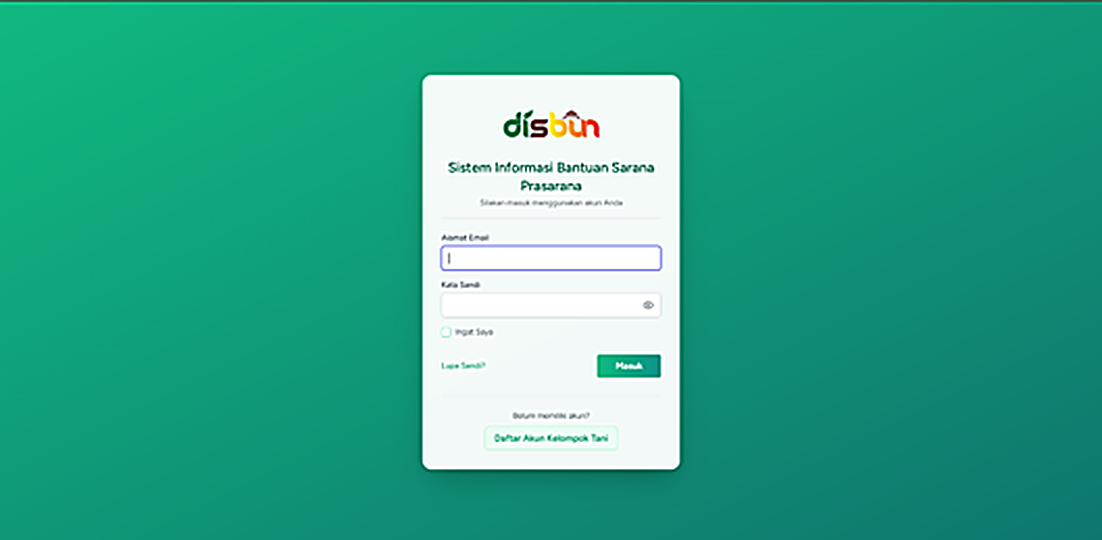 disbun
Sistem Informasi Bantuan Sarana
Prasarana
Silakan masuk menggunakan akun Anda
Alamat Email
Kata Sandi
Ingat Saya
Lupa Sandi?
Masuk
Belum memiliki akun?
Daftar Akun Kelompok Tani